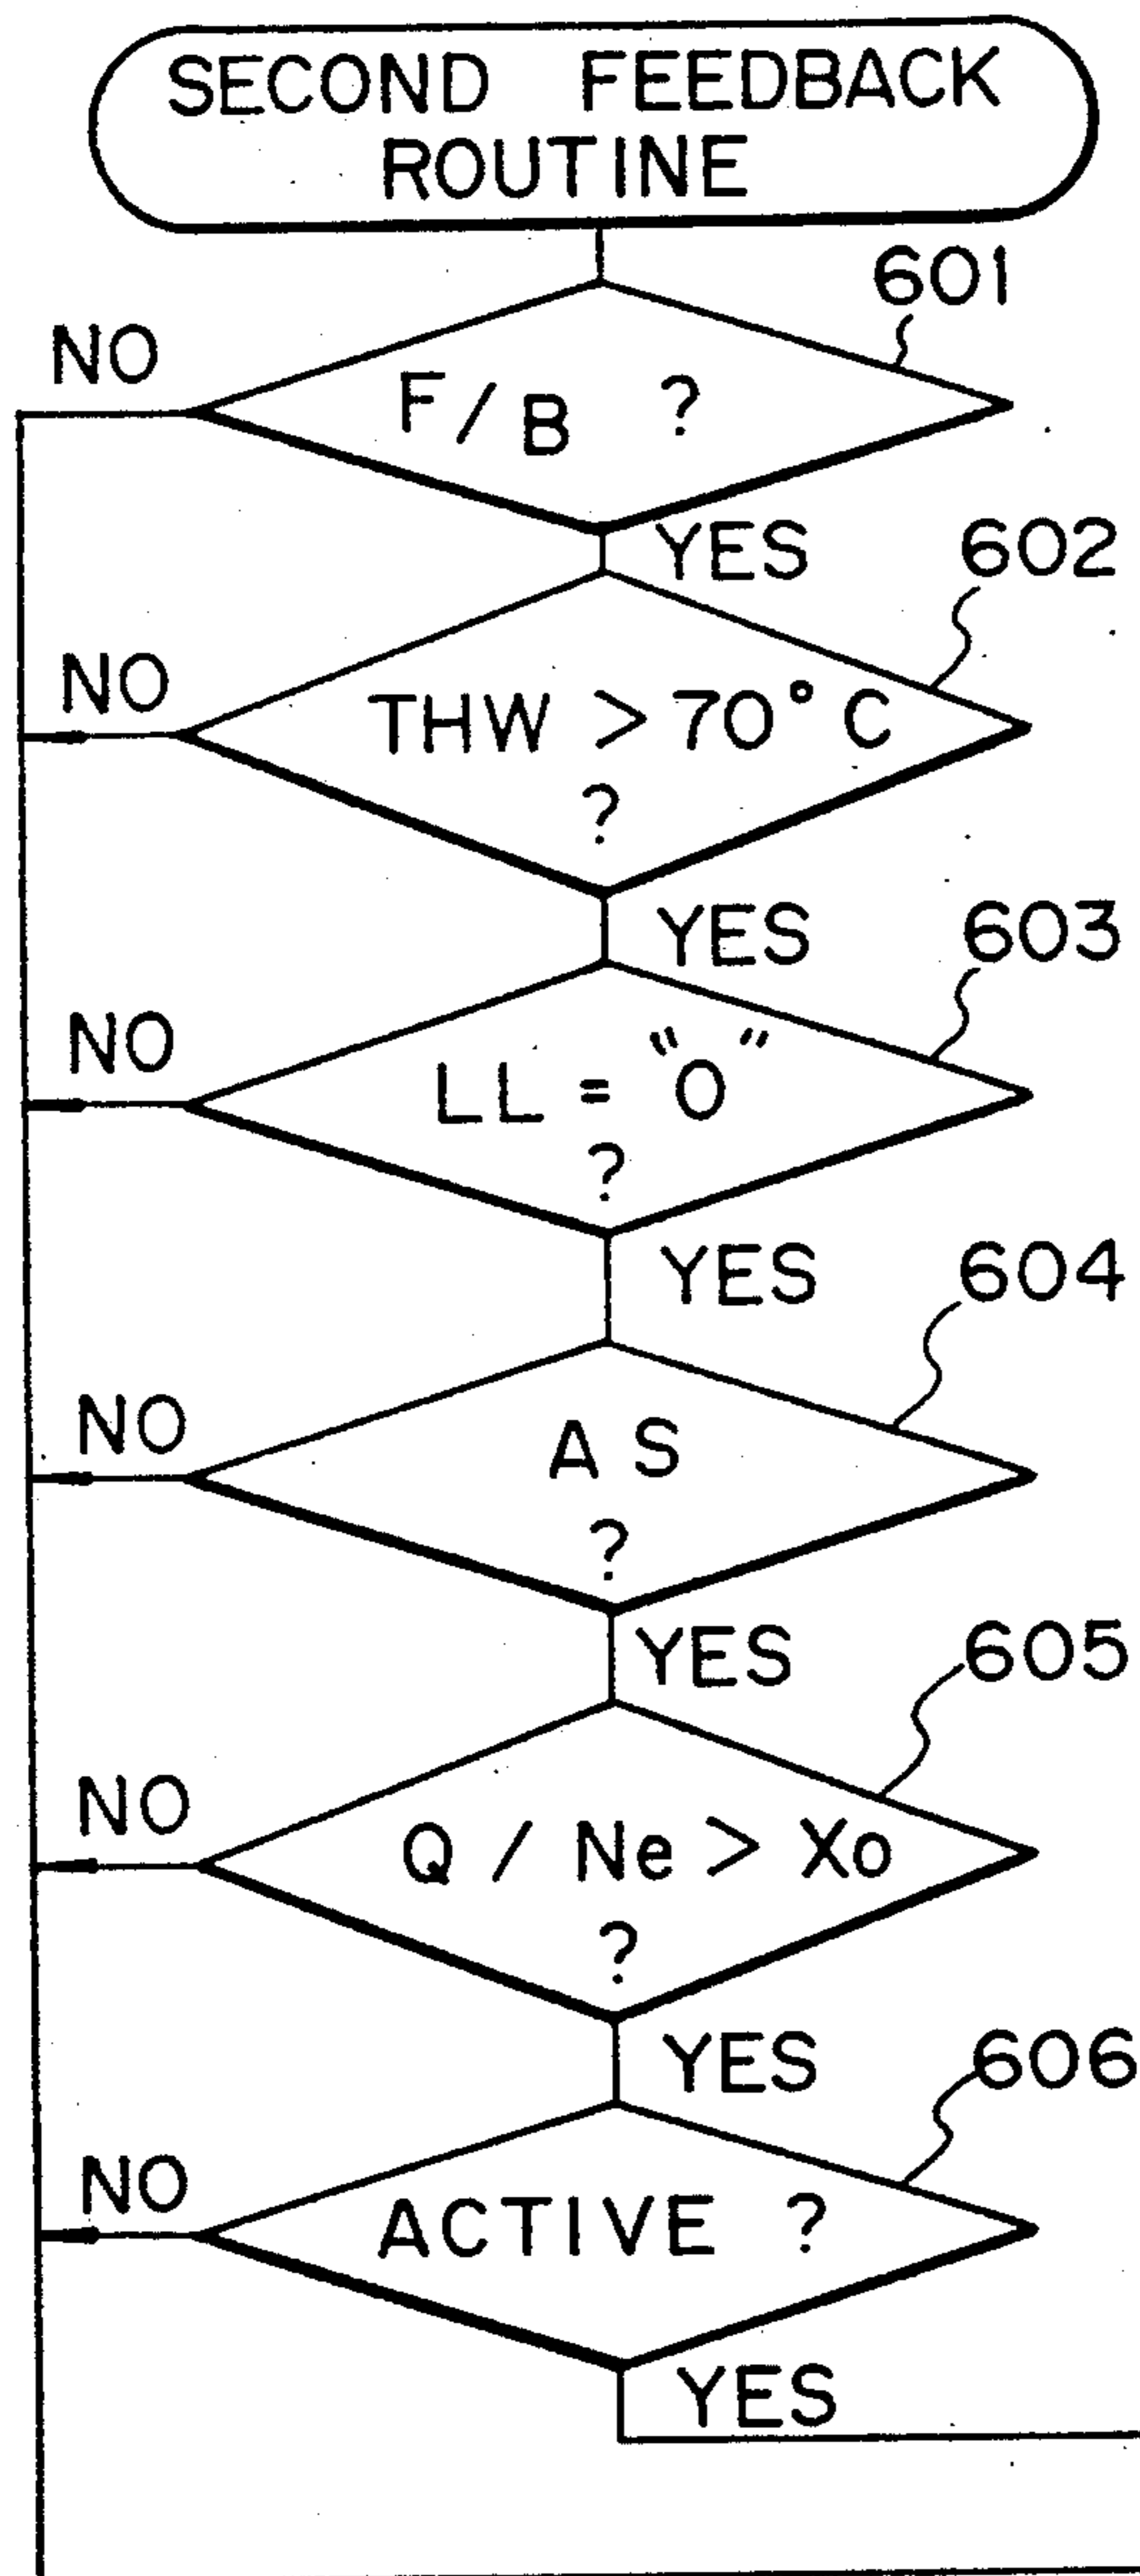 SECOND FEEDBACK
ROUTINE
601
NO
F/B ?
YES
602
NO
THW > 70°C
?
YES
603
NO
LL = "0"
?
YES
604
NO
AS
?
YES
605
NO
Q / Ne > Xo
?
YES
606
NO
ACTIVE ?
YES